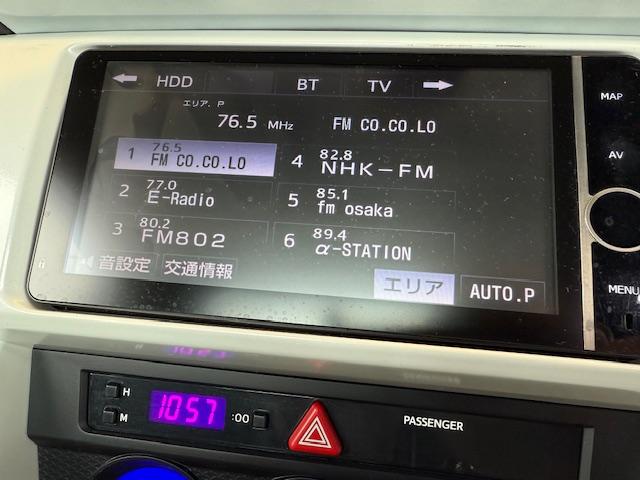 HDD BT TV
エリア. P
76.5 MHz FM CO.CO.LO
MAP
1 76.5 FM CO.CO.LO
4 82.8 NHK-FM
AV
2 77.0 E-Radio
5 85.1 fm osaka
3 80.2 FM802
6 89.4 α-STATION
音設定 交通情報 エリア AUTO.P
MENU
H
M
10:57 :00
PASSENGER